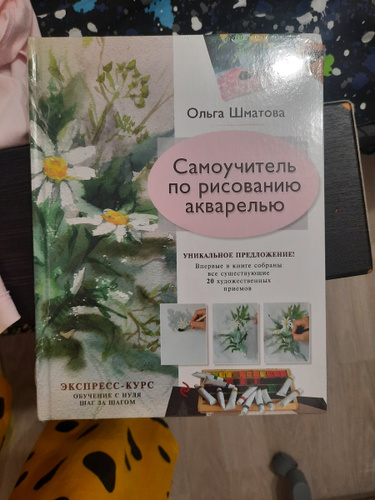 Ольга Шматова
Самоучитель
по рисованию
акварелью
УНИКАЛЬНОЕ ПРЕДЛОЖЕНИЕ!
Впервые в книге собраны
все существующие
20 художественных
приемов
ЭКСПРЕСС-КУРС
ОБУЧЕНИЕ С НУЛЯ
ШАГ ЗА ШАГОМ